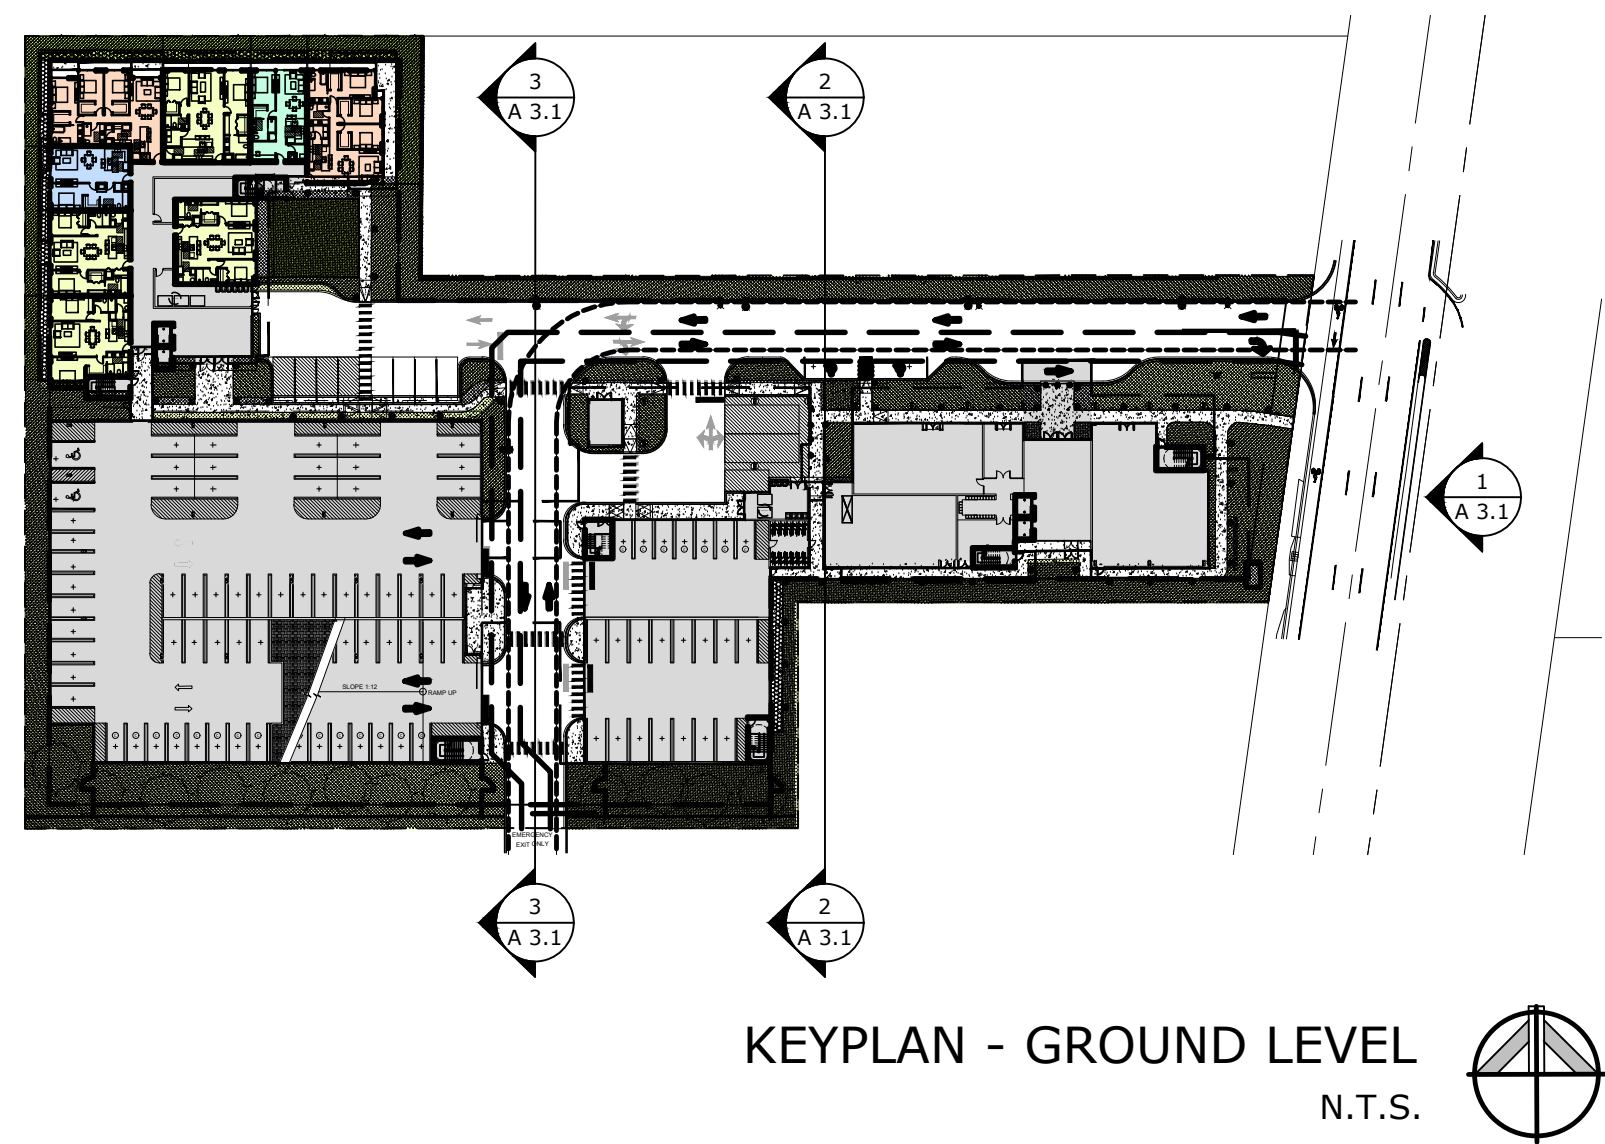 3
A 3.1
2
A 3.1
1
A 3.1
SLOPE 1:12
RAMP UP
EMERGENCY
EXIT ONLY
3
A 3.1
2
A 3.1
KEYPLAN - GROUND LEVEL
N.T.S.